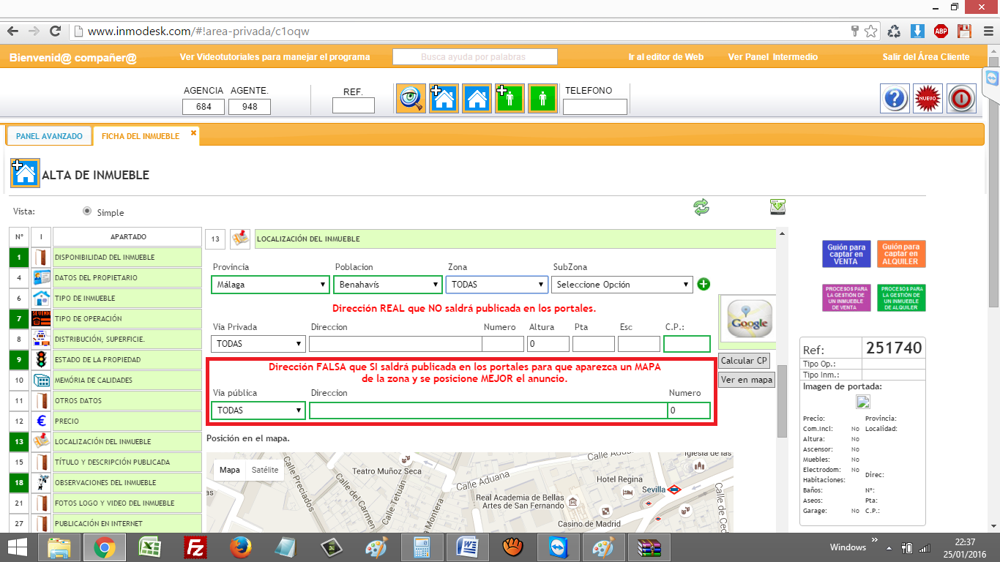 www.inmodesk.com/#!area-privada/c1oqw
ABP
Bienvenid@ compañer@
Ver Videotutoriales para manejar el programa
Busca ayuda por palabras
Ir al editor de Web
Ver Panel Intermedio
Salir del Área Cliente
AGENCIA AGENTE.
684 948
REF.
TELEFONO
NUEVO
PANEL AVANZADO
FICHA DEL INMUEBLE
ALTA DE INMUEBLE
Vista:
Simple
Nº I APARTADO
1 DISPONIBILIDAD DEL INMUEBLE
4 DATOS DEL PROPIETARIO
6 TIPO DE INMUEBLE
7 SE VENDE TIPO DE OPERACIÓN
8 DISTRIBUCIÓN, SUPERFICIE.
9 ESTADO DE LA PROPIEDAD
10 MEMÓRIA DE CALIDADES
11 OTROS DATOS
12 € PRECIO
13 LOCALIZACIÓN DEL INMUEBLE
15 TÍTULO Y DESCRIPCIÓN PUBLICADA
18 OBSERVACIONES DEL INMUEBLE
21 FOTOS LOGO Y VIDEO DEL INMUEBLE
27 PUBLICACIÓN EN INTERNET
13 LOCALIZACIÓN DEL INMUEBLE
Provincia Poblacion Zona SubZona
Málaga Benahavís TODAS Seleccione Opción
Dirección REAL que NO saldrá publicada en los portales.
Via Privada Direccion Numero Altura Pta Esc C.P.:
TODAS 0
Google
Calcular CP
Ver en mapa
Dirección FALSA que SI saldrá publicada en los portales para que aparezca un MAPA
de la zona y se posicione MEJOR el anuncio.
Via pública Direccion Numero
TODAS 0
Posición en el mapa.
Mapa Satélite
as
Calle Preciados
Calle del Carmen
Calle Tetuán
Teatro Muñoz Seca
Montera
Calle Aduana
Calle Aduana
Iglesia de las
Hotel Regina
Sevilla
Real Academia de Bellas
Artes de San Fernando
Casino de Madrid
Calle de Ced
Guión para
captar en
VENTA
Guión para
captar en
ALQUILER
PROCESOS PARA
LA GESTIÓN DE
UN INMUEBLE
DE VENTA
PROCESOS PARA
LA GESTIÓN DE
UN INMUEBLE
DE ALQUILER
Ref: 251740
Tipo Op.:
Tipo Inm.:
Imagen de portada:
Precio: Provincia:
Com.Incl: No Localidad:
Altura: No
Ascensor: No
Muebles: No
Electrodom: No Direc:
Habitaciones:
Baños: Nº:
Aseos: Pta:
Garage: No C.P.:
Windows
22:37
25/01/2016